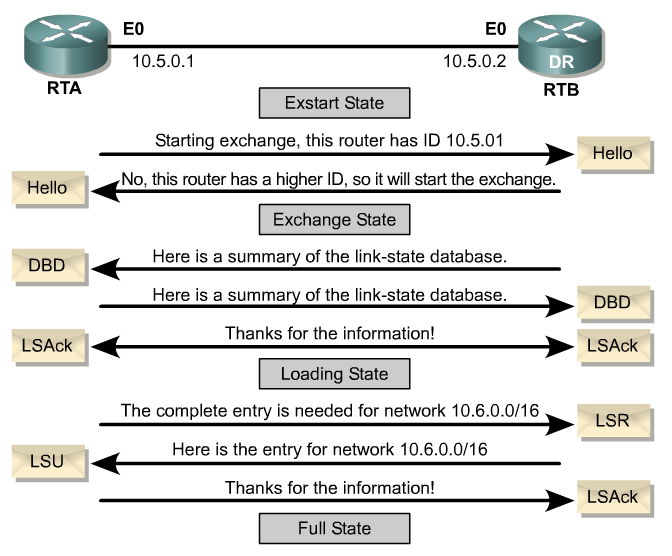 E0 E0
10.5.0.1 10.5.0.2 DR
RTA RTB
Exstart State
Starting exchange, this router has ID 10.5.01
Hello
No, this router has a higher ID, so it will start the exchange.
Hello
Exchange State
Here is a summary of the link-state database.
DBD
Here is a summary of the link-state database.
DBD
Thanks for the information!
LSAck LSAck
Loading State
The complete entry is needed for network 10.6.0.0/16
LSR
Here is the entry for network 10.6.0.0/16
LSU
Thanks for the information!
LSAck
Full State